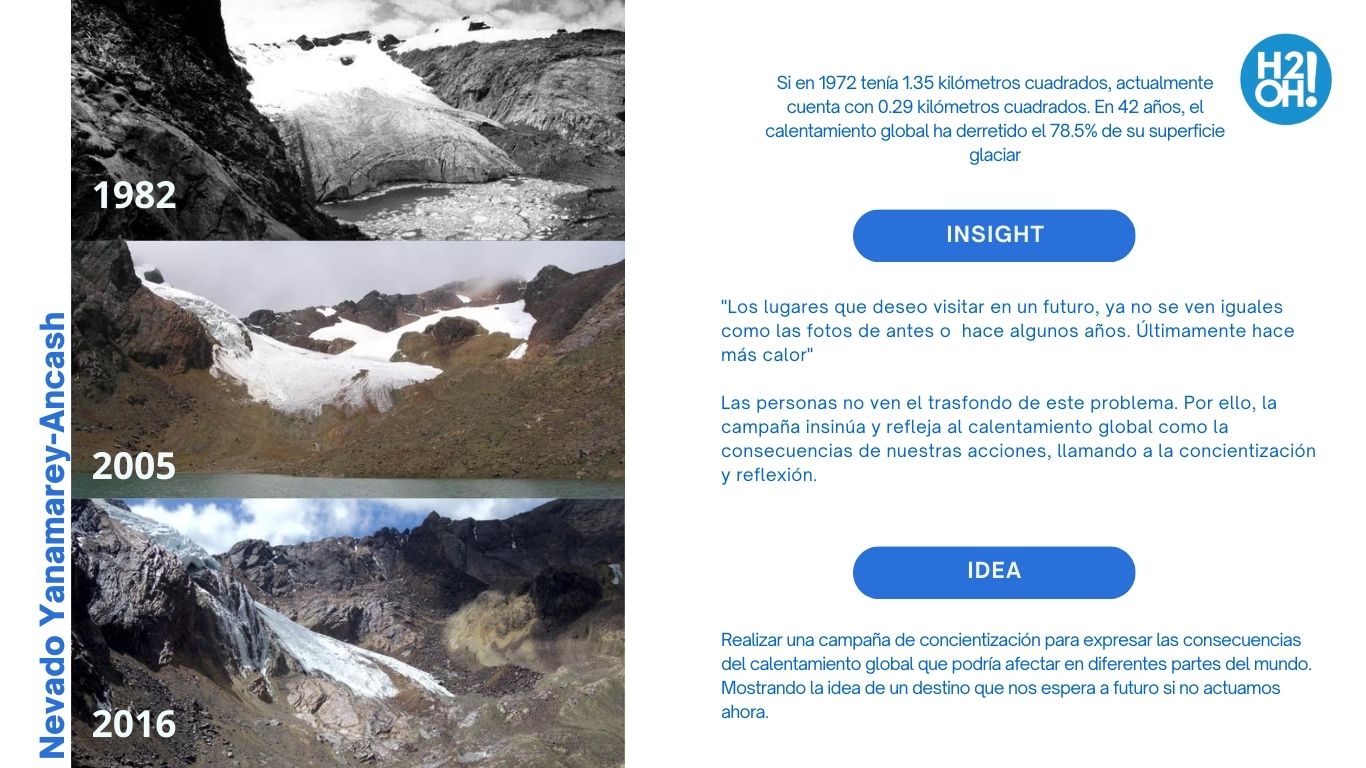 Nevado Yanamarey-Ancash
1982
2005
2016
H2
OH!
Si en 1972 tenía 1.35 kilómetros cuadrados, actualmente
cuenta con 0.29 kilómetros cuadrados. En 42 años, el
calentamiento global ha derretido el 78.5% de su superficie
glaciar
INSIGHT
"Los lugares que deseo visitar en un futuro, ya no se ven iguales
como las fotos de antes o  hace algunos años. Últimamente hace
más calor"
Las personas no ven el trasfondo de este problema. Por ello, la
campaña insinúa y refleja al calentamiento global como la
consecuencias de nuestras acciones, llamando a la concientización
y reflexión.
IDEA
Realizar una campaña de concientización para expresar las consecuencias
del calentamiento global que podría afectar en diferentes partes del mundo.
Mostrando la idea de un destino que nos espera a futuro si no actuamos
ahora.